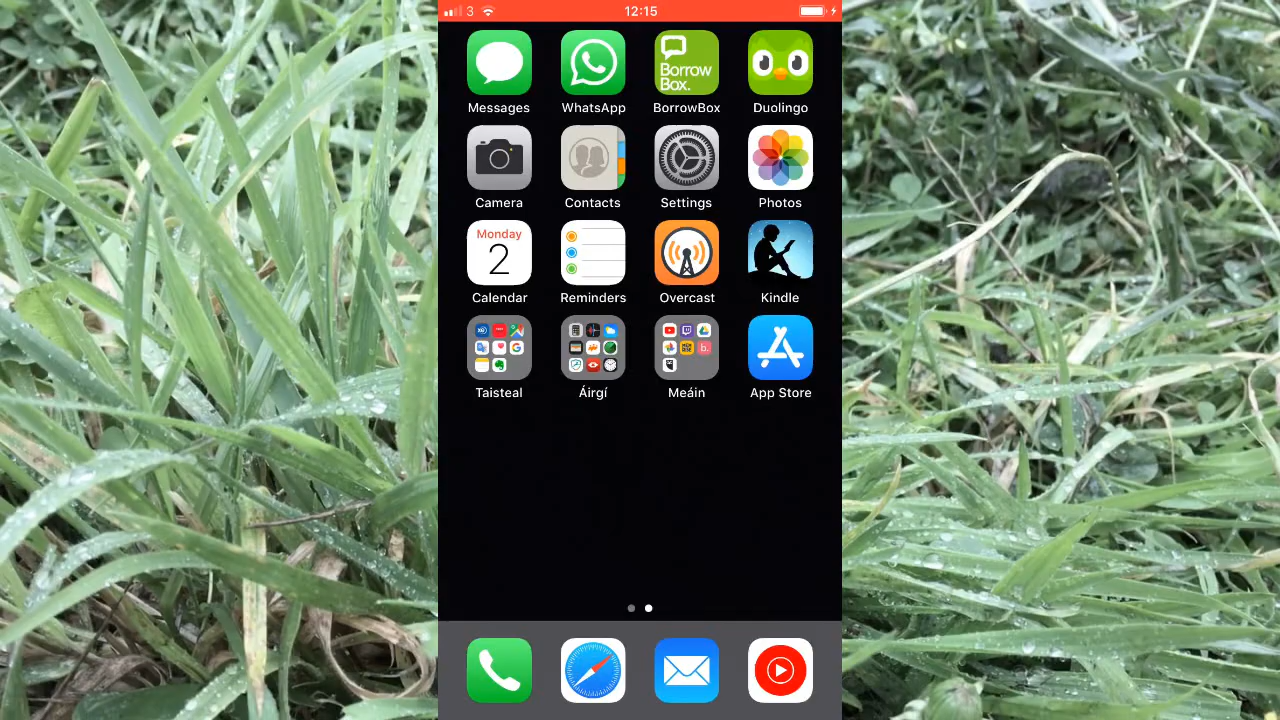 3 12:15
Borrow
Box.
Messages WhatsApp BorrowBox Duolingo
Camera Contacts Settings Photos
Monday
2
Calendar Reminders Overcast Kindle
Taisteal Áirgí Meáin App Store